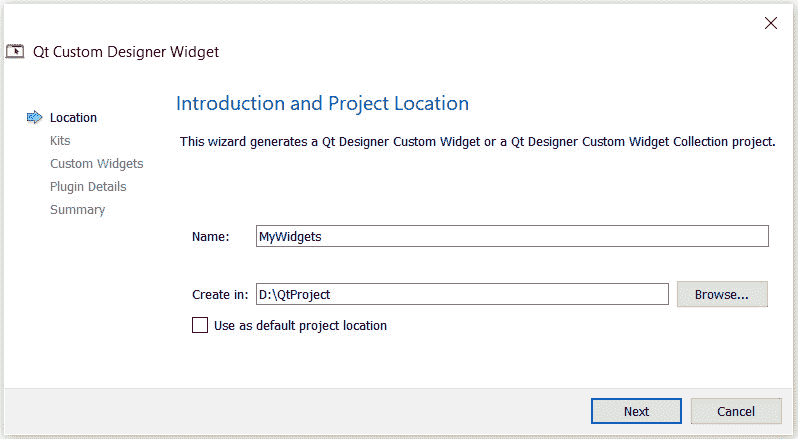 Qt Custom Designer Widget
Location
Kits
Custom Widgets
Plugin Details
Summary
Introduction and Project Location
This wizard generates a Qt Designer Custom Widget or a Qt Designer Custom Widget Collection project.
Name: MyWidgets
Create in: D:\QtProject Browse...
Use as default project location
Next Cancel